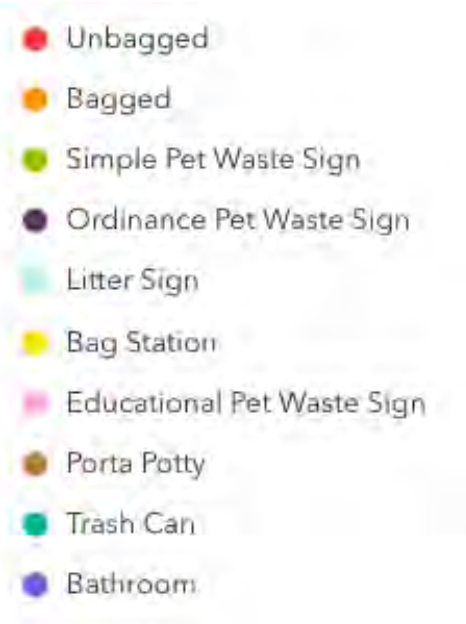 Unbagged
Bagged
Simple Pet Waste Sign
Ordinance Pet Waste Sign
Litter Sign
Bag Station
Educational Pet Waste Sign
Porta Potty
Trash Can
Bathroom